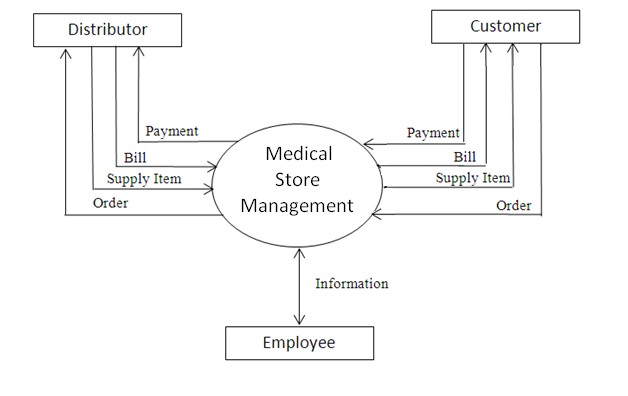 Distributor
Customer
Payment
Bill
Supply Item
Order
Medical
Store
Management
Payment
Bill
Supply Item
Order
Information
Employee